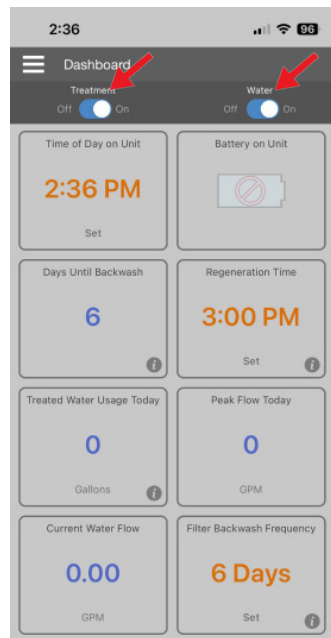 2:36 96
Dashboard
Treatment Water
Off On Off On
Time of Day on Unit Battery on Unit
2:36 PM
Set
Days Until Backwash Regeneration Time
6 3:00 PM
i Set i
Treated Water Usage Today Peak Flow Today
0 0
Gallons i GPM
Current Water Flow Filter Backwash Frequency
0.00 6 Days
GPM Set i